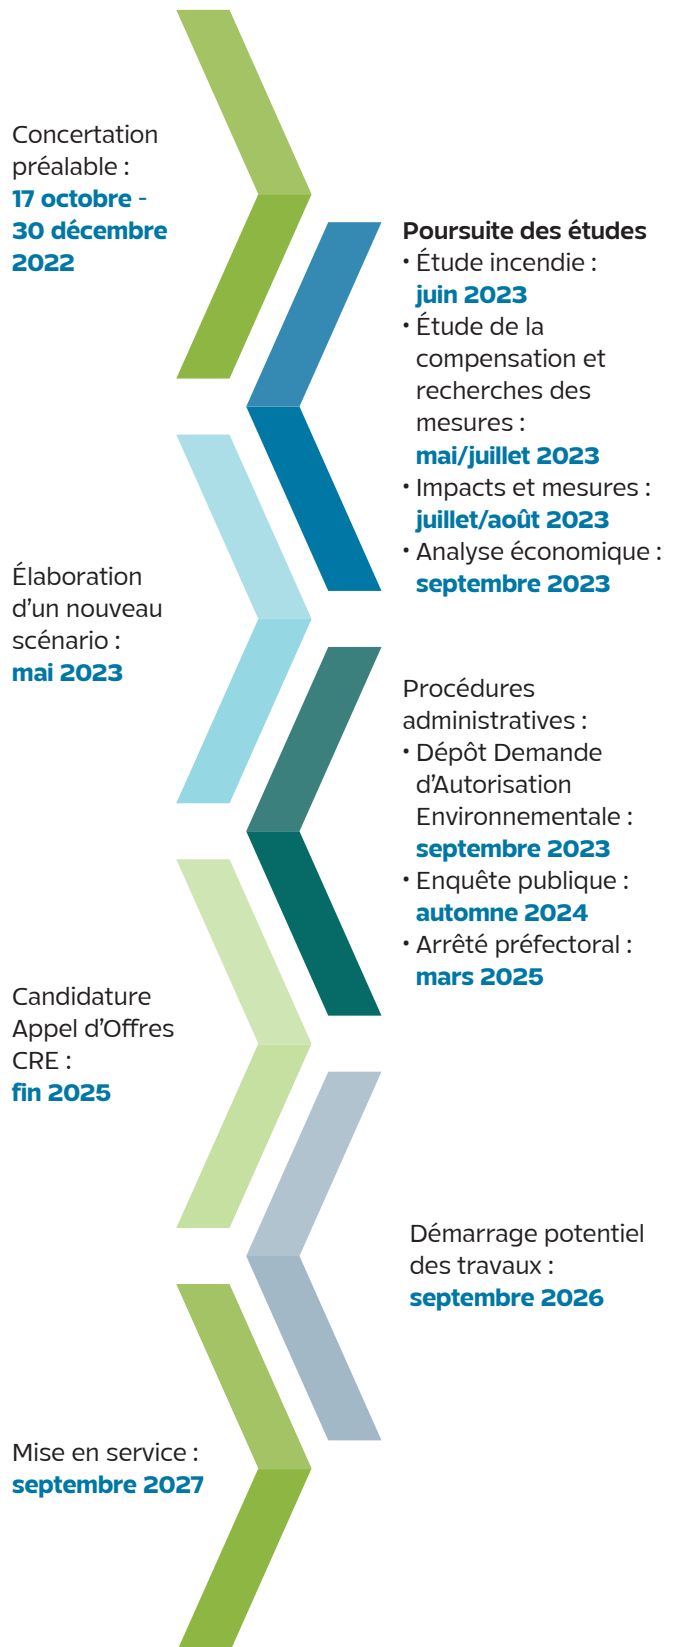 Concertation
préalable :
17 octobre -
30 décembre
2022
Poursuite des études
• Étude incendie :
juin 2023
• Étude de la
compensation et
recherches des
mesures :
mai/juillet 2023
• Impacts et mesures :
juillet/août 2023
• Analyse économique :
septembre 2023
Élaboration
d’un nouveau
scénario :
mai 2023
Procédures
administratives :
• Dépôt Demande
d’Autorisation
Environnementale :
septembre 2023
• Enquête publique :
automne 2024
• Arrêté préfectoral :
mars 2025
Candidature
Appel d’Offres
CRE :
fin 2025
Démarrage potentiel
des travaux :
septembre 2026
Mise en service :
septembre 2027